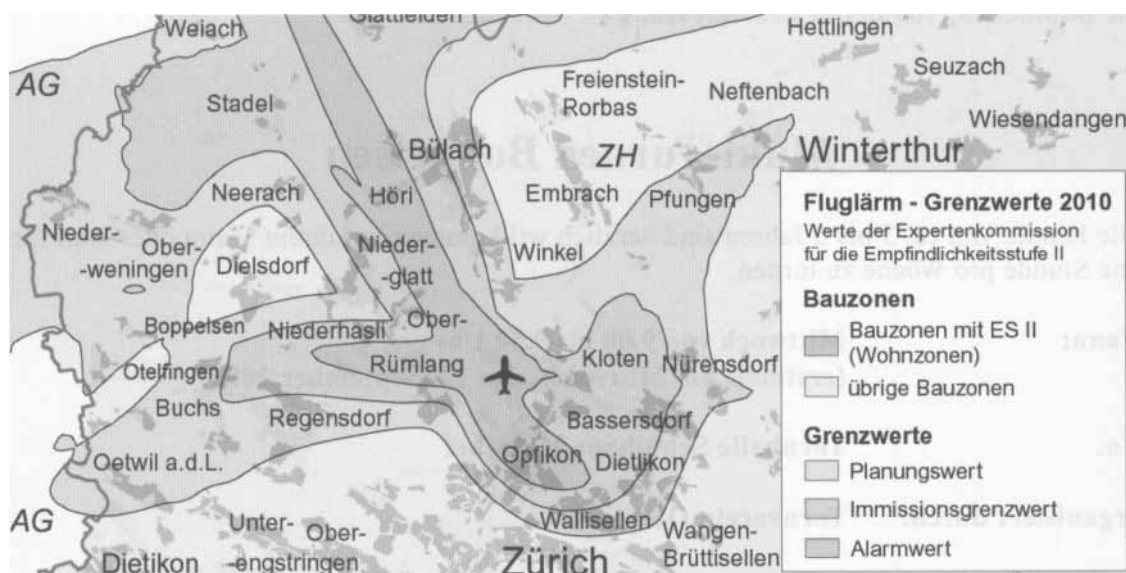 Glattfelden
Weiach
Hettlingen
AG
Seuzach
Freienstein-
Rorbas
Neftenbach
Stadel
Wiesendangen
Bülach
ZH
Winterthur
Neerach
Höri
Embrach
Pfungen
Nieder-
Ober-
-weningen
Dielsdorf
Nieder-
-glatt
Winkel
Boppelsen
Niederhasli
Ober-
Otelfingen
Rümlang
Kloten
Nürensdorf
Buchs
Regensdorf
Bassersdorf
Oetwil a.d.L.
Opfikon
Dietlikon
AG
Unter-
Ober-
-engstringen
Wallisellen
Wangen-
Brüttisellen
Dietikon
Zürich
Fluglärm - Grenzwerte 2010
Werte der Expertenkommission
für die Empfindlichkeitsstufe II
Bauzonen
Bauzonen mit ES II
(Wohnzonen)
übrige Bauzonen
Grenzwerte
Planungswert
Immissionsgrenzwert
Alarmwert